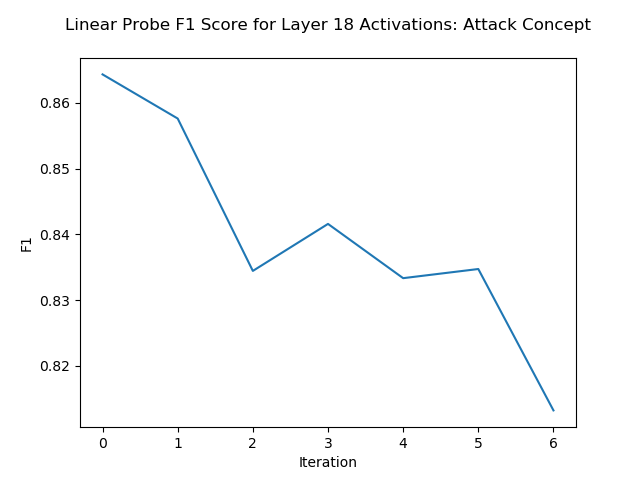 Linear Probe F1 Score for Layer 18 Activations: Attack Concept
0.86
0.85
0.84
0.83
0.82
F1
0 1 2 3 4 5 6
Iteration